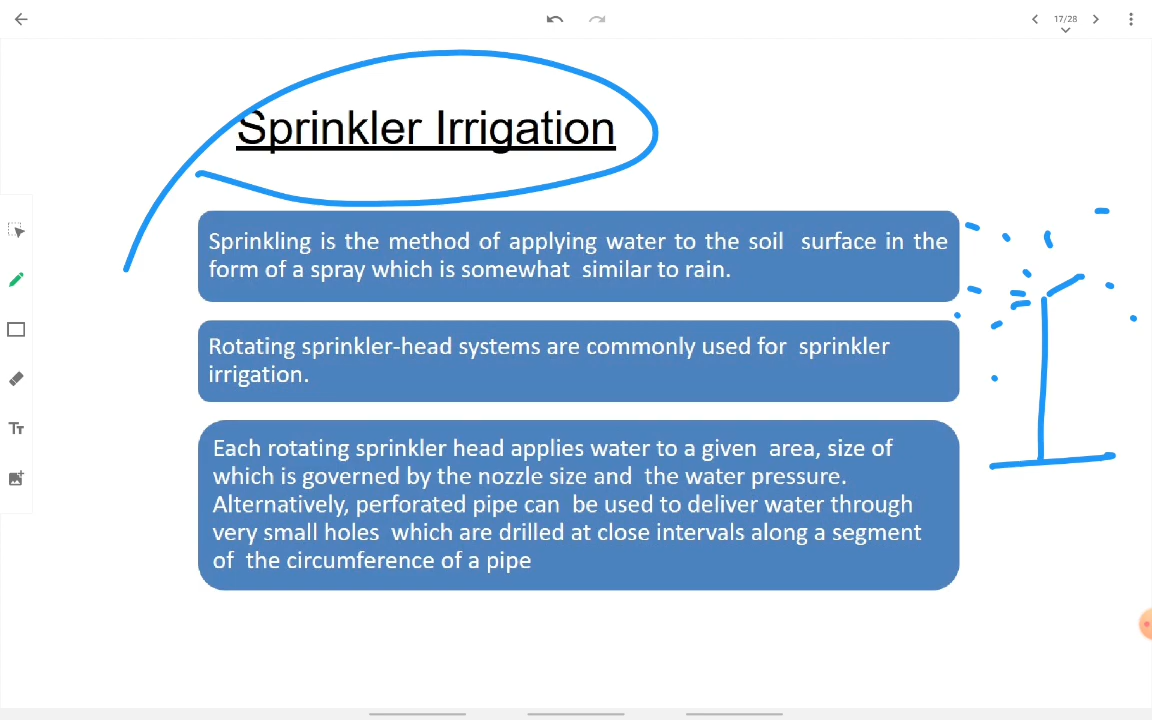 17/28
Sprinkler Irrigation
Sprinkling is the method of applying water to the soil surface in the
form of a spray which is somewhat similar to rain.
Rotating sprinkler-head systems are commonly used for sprinkler
irrigation.
Each rotating sprinkler head applies water to a given area, size of
which is governed by the nozzle size and the water pressure.
Alternatively, perforated pipe can be used to deliver water through
very small holes which are drilled at close intervals along a segment
of the circumference of a pipe
Tт